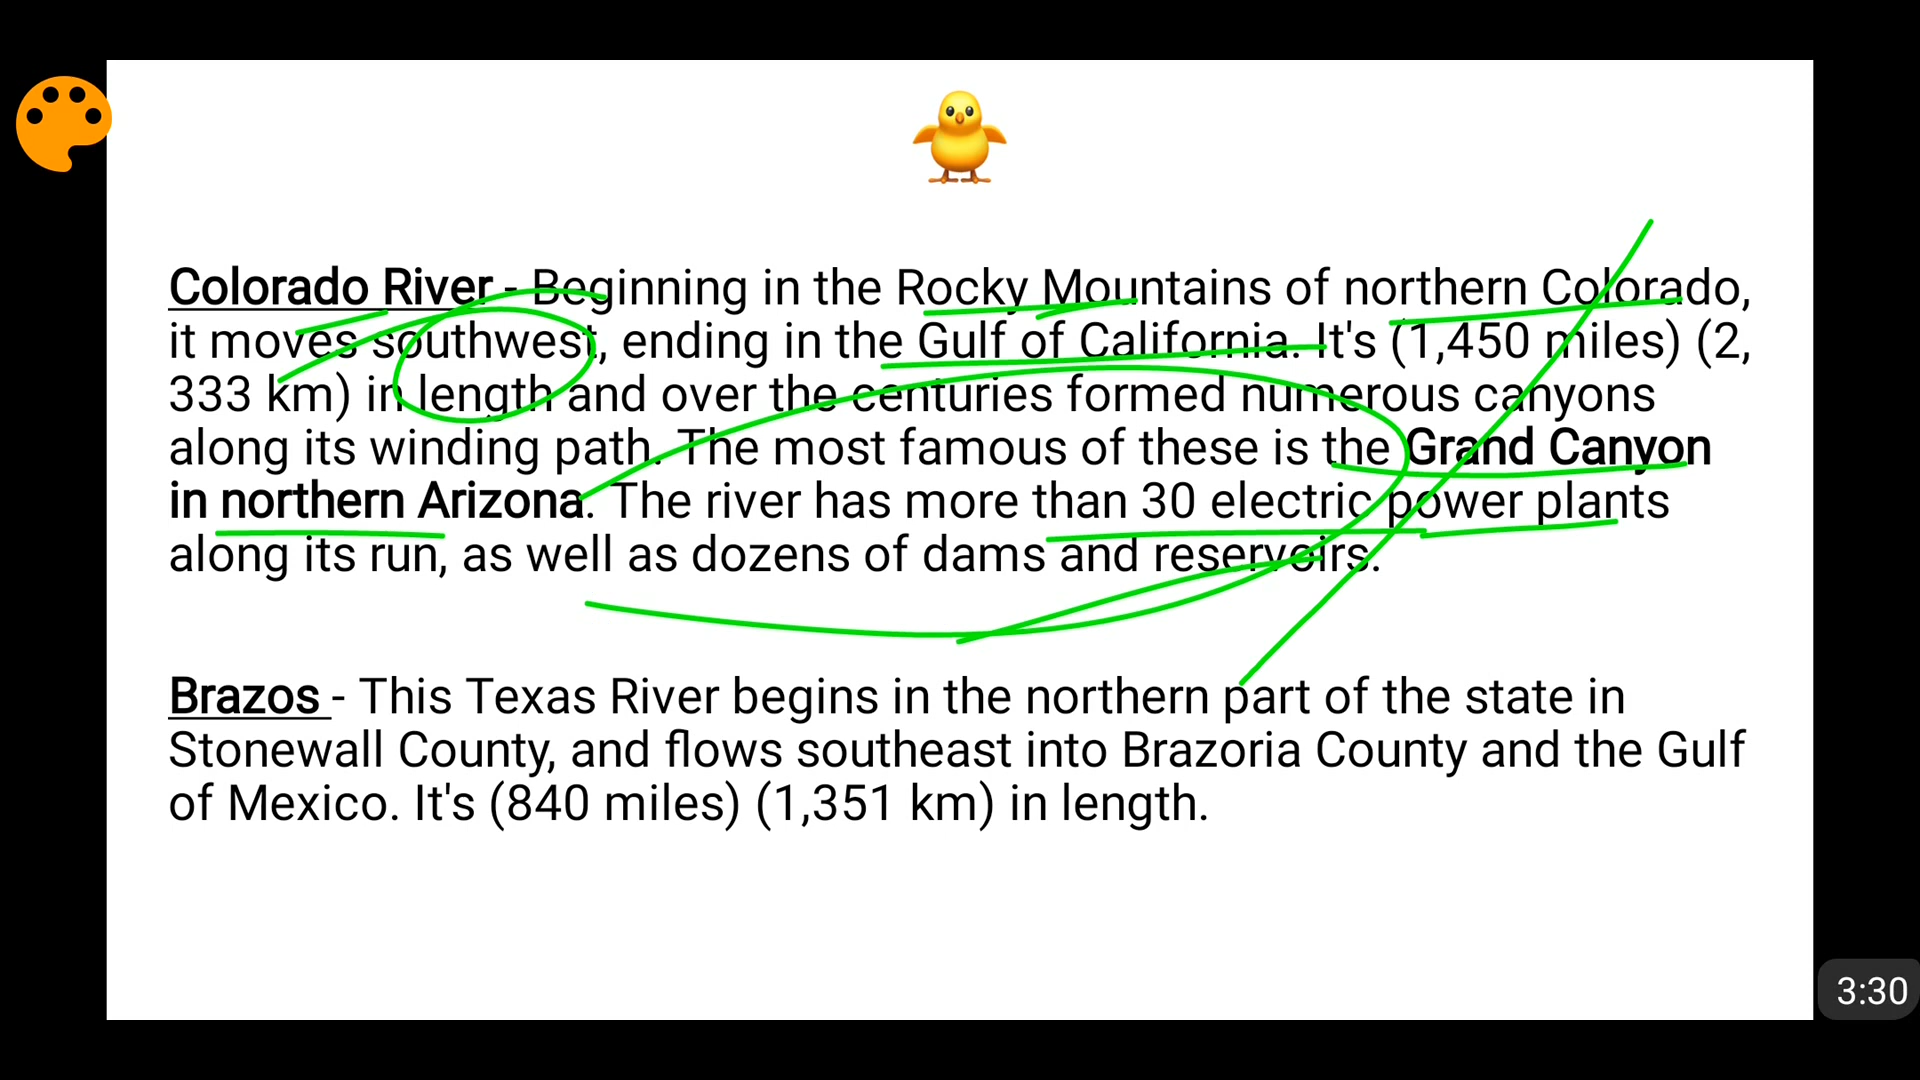 Colorado River - Beginning in the Rocky Mountains of northern Colorado,
it moves southwest, ending in the Gulf of California. It's (1,450 miles) (2,
333 km) in length and over the centuries formed numerous canyons
along its winding path. The most famous of these is the Grand Canyon
in northern Arizona. The river has more than 30 electric power plants
along its run, as well as dozens of dams and reservoirs.
Brazos - This Texas River begins in the northern part of the state in
Stonewall County, and flows southeast into Brazoria County and the Gulf
of Mexico. It's (840 miles) (1,351 km) in length.
3:30